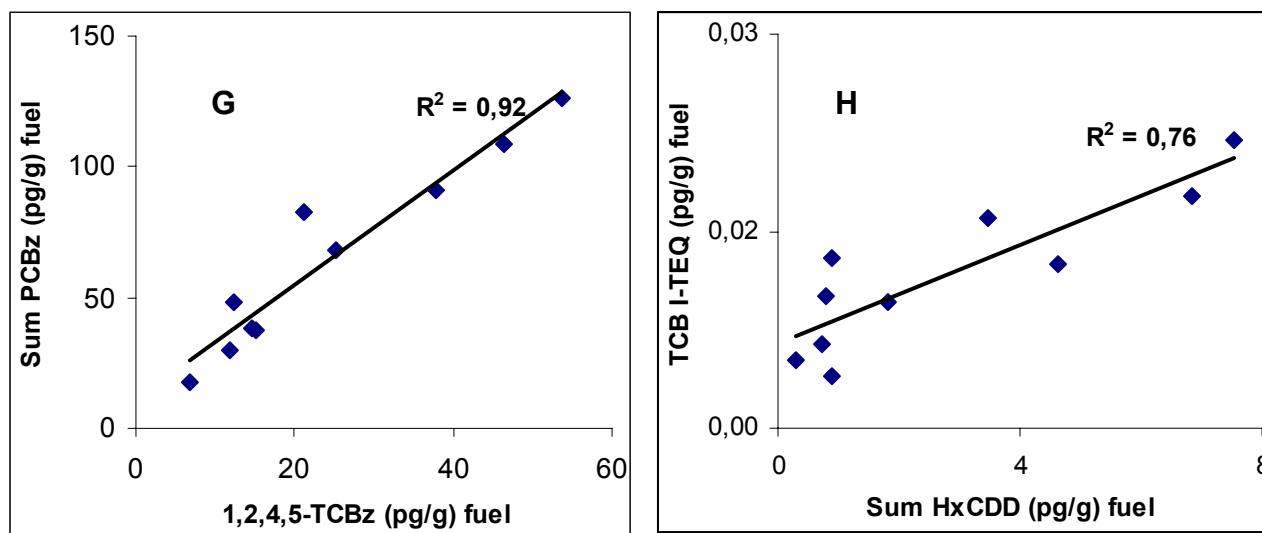 150
100
50
0
Sum PCBz (pg/g) fuel
G
R² = 0,92
0 20 40 60
1,2,4,5-TCBz (pg/g) fuel
0,03
0,02
0,00
TCB I-TEQ (pg/g) fuel
H
R² = 0,76
0 4 8
Sum HxCDD (pg/g) fuel